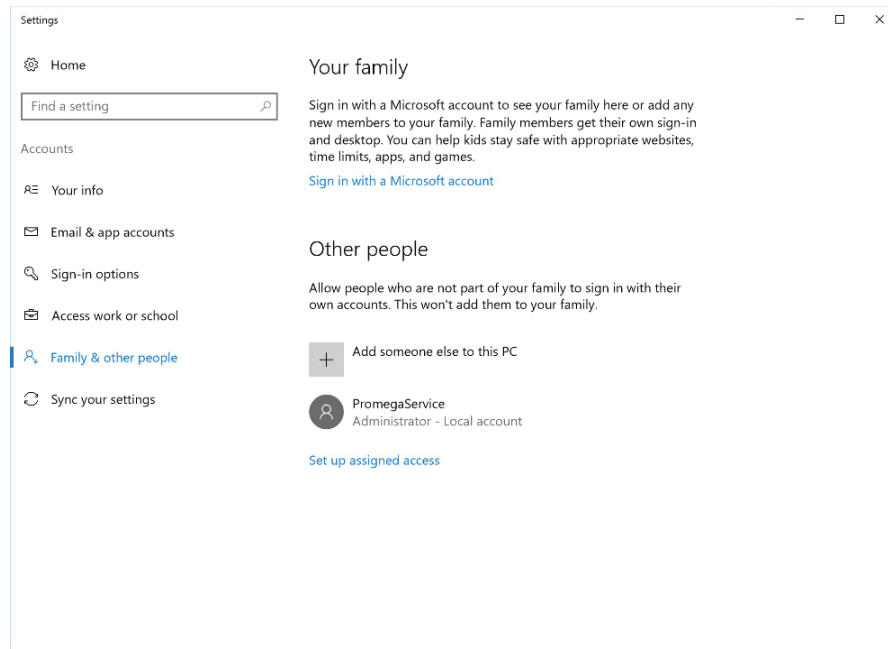 Settings
Home
Find a setting
Accounts
Your info
Email & app accounts
Sign-in options
Access work or school
Family & other people
Sync your settings
Your family
Sign in with a Microsoft account to see your family here or add any
new members to your family. Family members get their own sign-in
and desktop. You can help kids stay safe with appropriate websites,
time limits, apps, and games.
Sign in with a Microsoft account
Other people
Allow people who are not part of your family to sign in with their
own accounts. This won't add them to your family.
Add someone else to this PC
PromegaService
Administrator - Local account
Set up assigned access